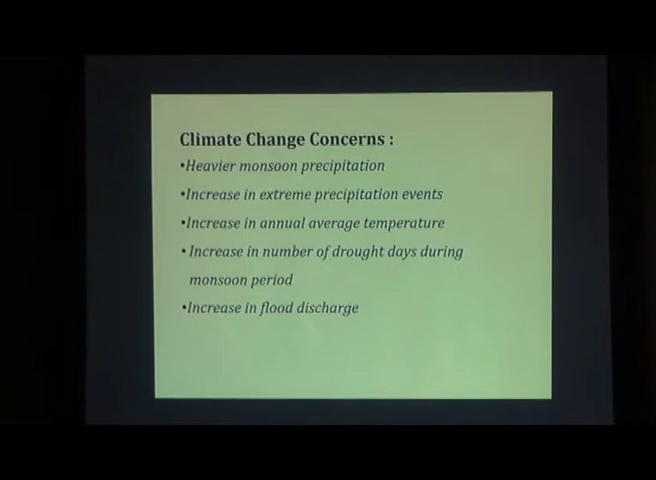 Climate Change Concerns :
•Heavier monsoon precipitation
•Increase in extreme precipitation events
•Increase in annual average temperature
• Increase in number of drought days during
monsoon period
•Increase in flood discharge